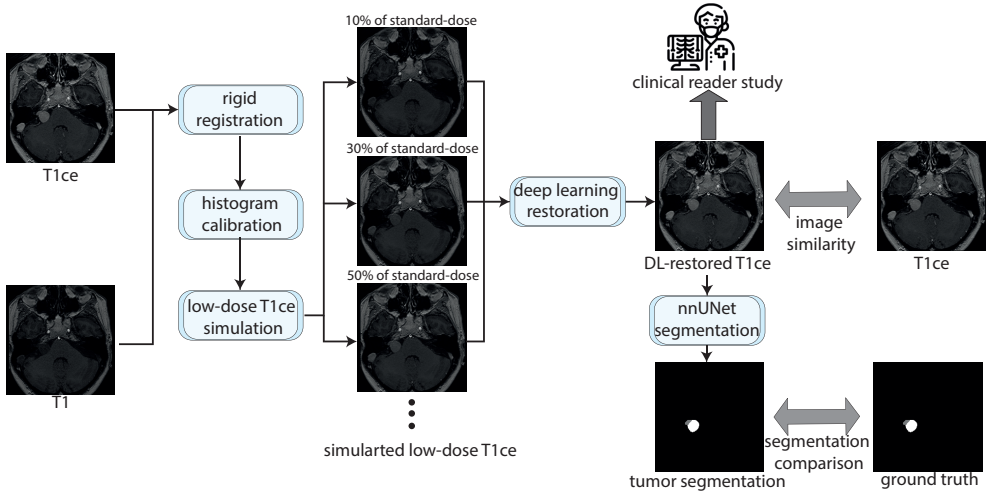 10% of standard-dose
clinical reader study
rigid
registration
T1ce
30% of standard-dose
histogram
calibration
deep learning
restoration
image
similarity
DL-restored T1ce
T1ce
50% of standard-dose
low-dose T1ce
simulation
nnUNet
segmentation
T1
simularted low-dose T1ce
segmentation
comparison
tumor segmentation
ground truth